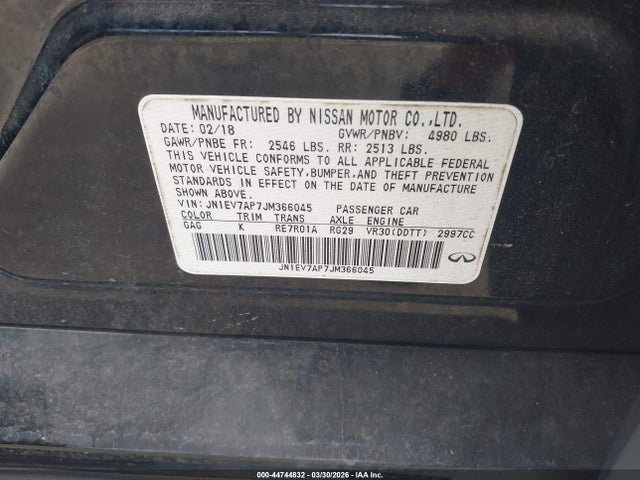 MANUFACTURED BY NISSAN MOTOR CO.,LTD.
DATE: 02/18 GVWR/PNBV: 4980 LBS.
GAWR/PNBE FR: 2546 LBS. RR: 2513 LBS.
THIS VEHICLE CONFORMS TO ALL APPLICABLE FEDERAL
MOTOR VEHICLE SAFETY, BUMPER, AND THEFT PREVENTION
STANDARDS IN EFFECT ON THE DATE OF MANUFACTURE
SHOWN ABOVE.
VIN: JN1EV7AP7JM366045 PASSENGER CAR
COLOR TRIM TRANS AXLE ENGINE
GAG K RE7R01A RG29 VR30(DDTT) 2997CC
JN1EV7AP7JM366045
000-44744832 | 03/30/2026 | IAA Inc.